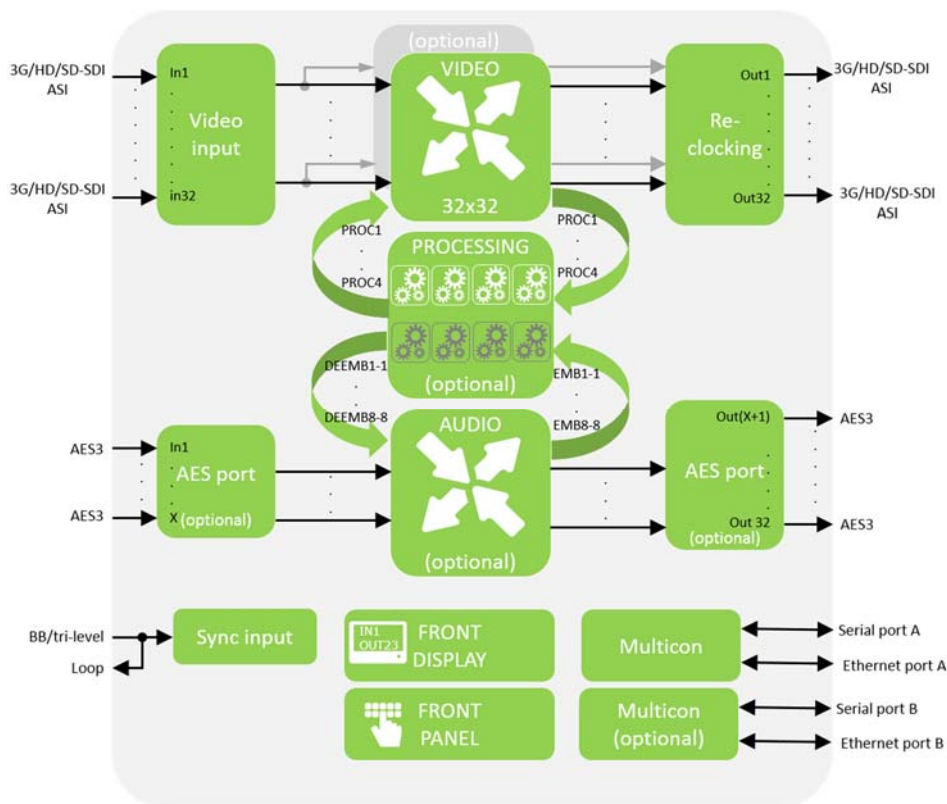 (optional)
3G/HD/SD-SDI
ASI
In1
Video
input
in32
3G/HD/SD-SDI
ASI
VIDEO
32x32
Out1
Re-
clocking
Out32
3G/HD/SD-SDI
ASI
3G/HD/SD-SDI
ASI
PROC1
PROC4
PROCESSING
(optional)
PROC1
PROC4
DEEMB1-1
DEEMB8-8
EMB1-1
EMB8-8
AES3
In1
AES port
AES3
X (optional)
AUDIO
(optional)
Out(X+1)
AES port
Out 32
(optional)
AES3
AES3
BB/tri-level
Loop
Sync input
IN1
OUT23
FRONT
DISPLAY
Multicon
Serial port A
Ethernet port A
FRONT
PANEL
Multicon
(optional)
Serial port B
Ethernet port B